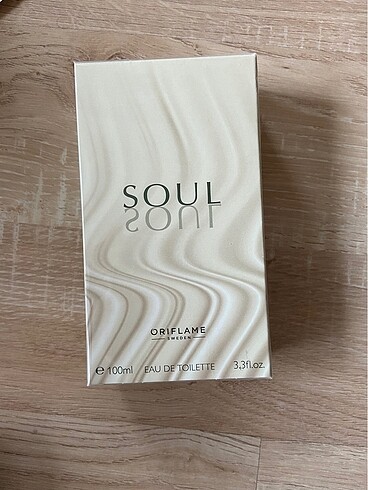 SOUL
SOUL
ORIFLAME
SWEDEN
℮ 100ml EAU DE TOILETTE 3,3fl.oz.